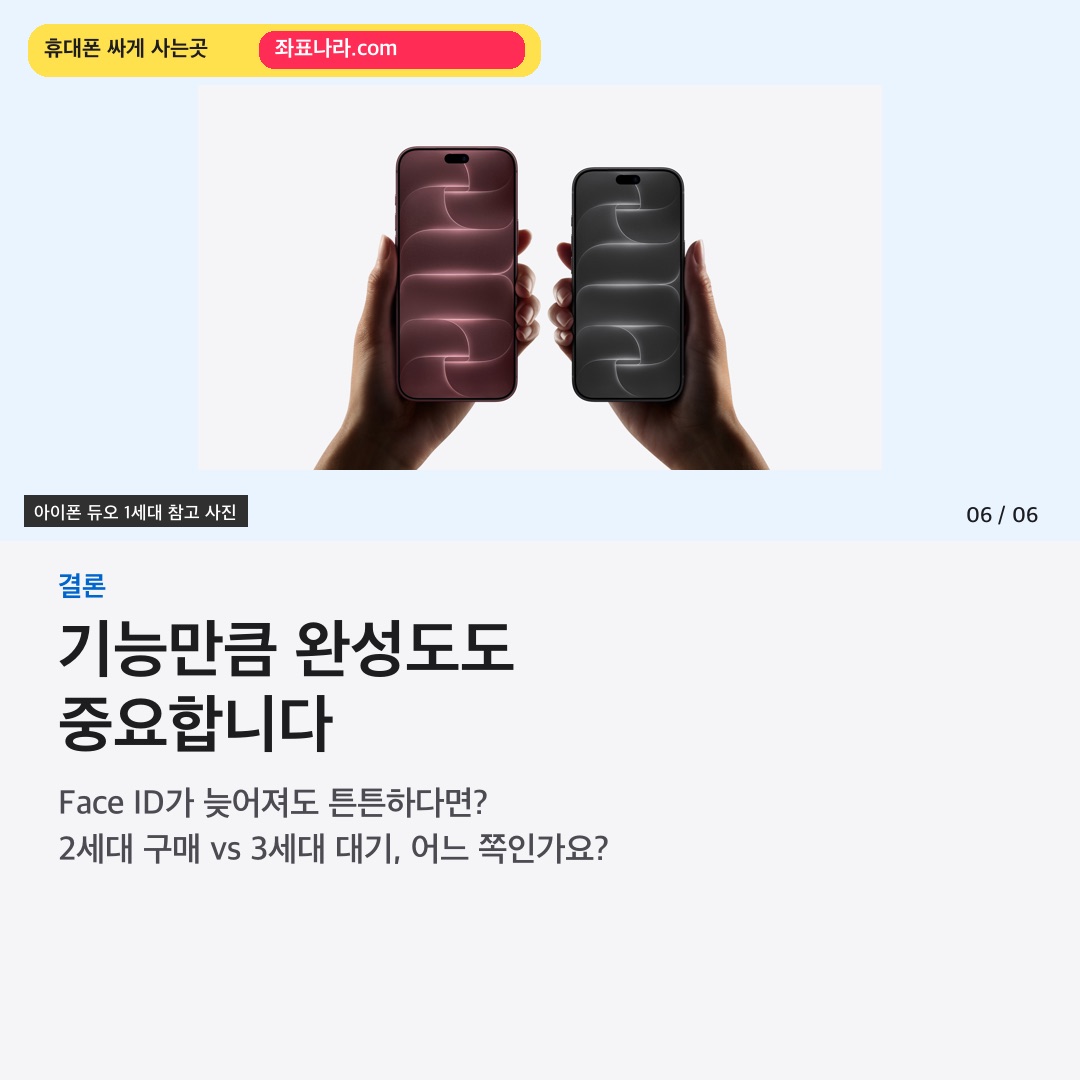 휴대폰 싸게 사는곳
좌표나라.com
아이폰 듀오 1세대 참고 사진
06 / 06
결론
기능만큼 완성도도
중요합니다
Face ID가 늦어져도 튼튼하다면?
2세대 구매 vs 3세대 대기, 어느 쪽인가요?